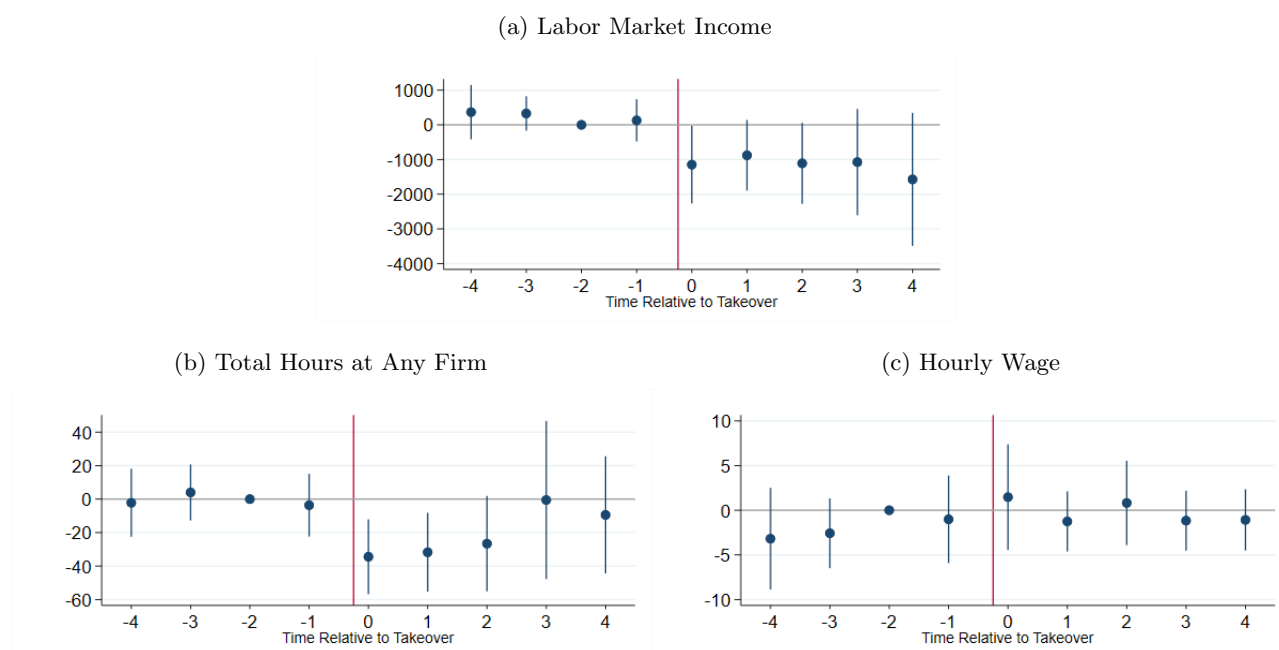 (a) Labor Market Income
1000
0
-1000
-2000
-3000
-4000
-4 -3 -2 -1 0 1 2 3 4
Time Relative to Takeover
(b) Total Hours at Any Firm
40
20
0
-20
-40
-60
-4 -3 -2 -1 0 1 2 3 4
Time Relative to Takeover
(c) Hourly Wage
10
5
0
-5
-10
-4 -3 -2 -1 0 1 2 3 4
Time Relative to Takeover